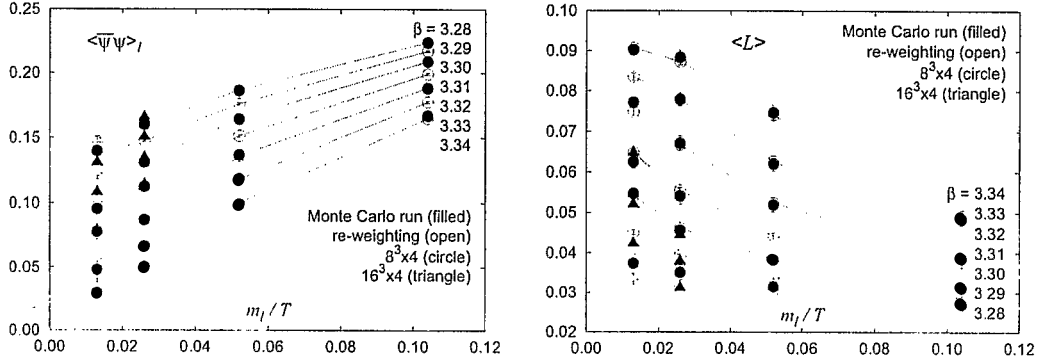 0.25
0.20
0.15
0.10
0.05
0.00
<ψ̄ψ>l
β = 3.28
3.29
3.30
3.31
3.32
3.33
3.34
Monte Carlo run (filled)
re-weighting (open)
8³x4 (circle)
16³x4 (triangle)
ml / T
0.00 0.02 0.04 0.06 0.08 0.10 0.12
0.09
0.08
0.07
0.06
0.05
0.04
0.03
0.02
<L>
Monte Carlo run (filled)
re-weighting (open)
8³x4 (circle)
16³x4 (triangle)
β = 3.34
3.33
3.32
3.31
3.30
3.29
3.28
ml / T
0.00 0.02 0.04 0.06 0.08 0.10 0.12